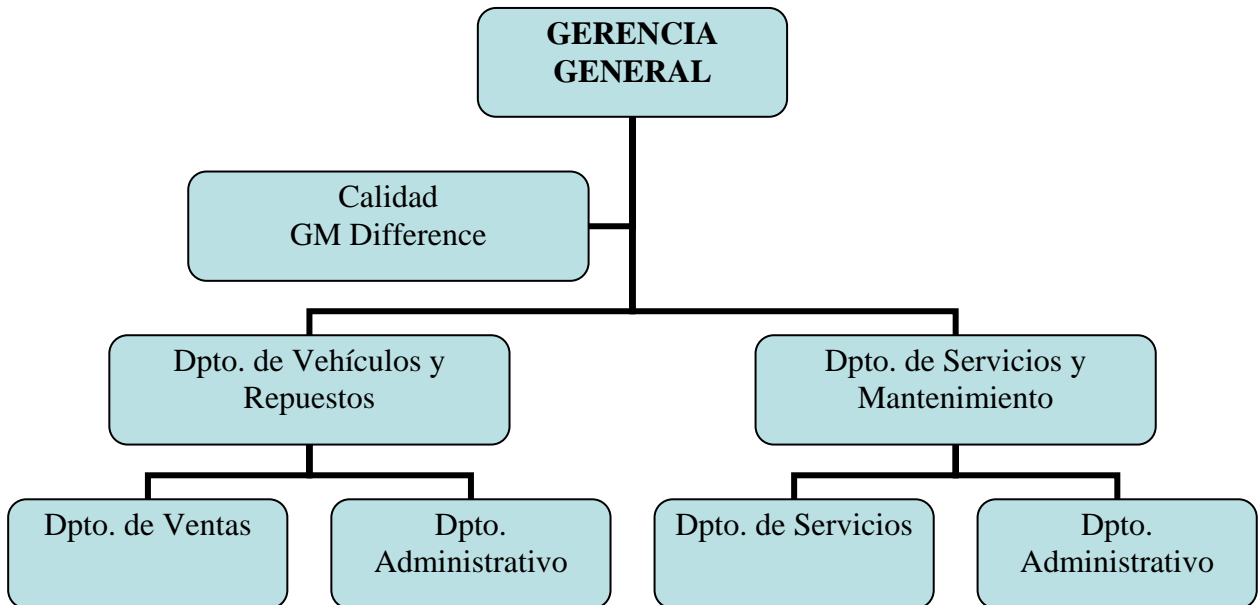 GERENCIA
GENERAL
Calidad
GM Difference
Dpto. de Vehículos y
Repuestos
Dpto. de Servicios y
Mantenimiento
Dpto. de Ventas
Dpto.
Administrativo
Dpto. de Servicios
Dpto.
Administrativo